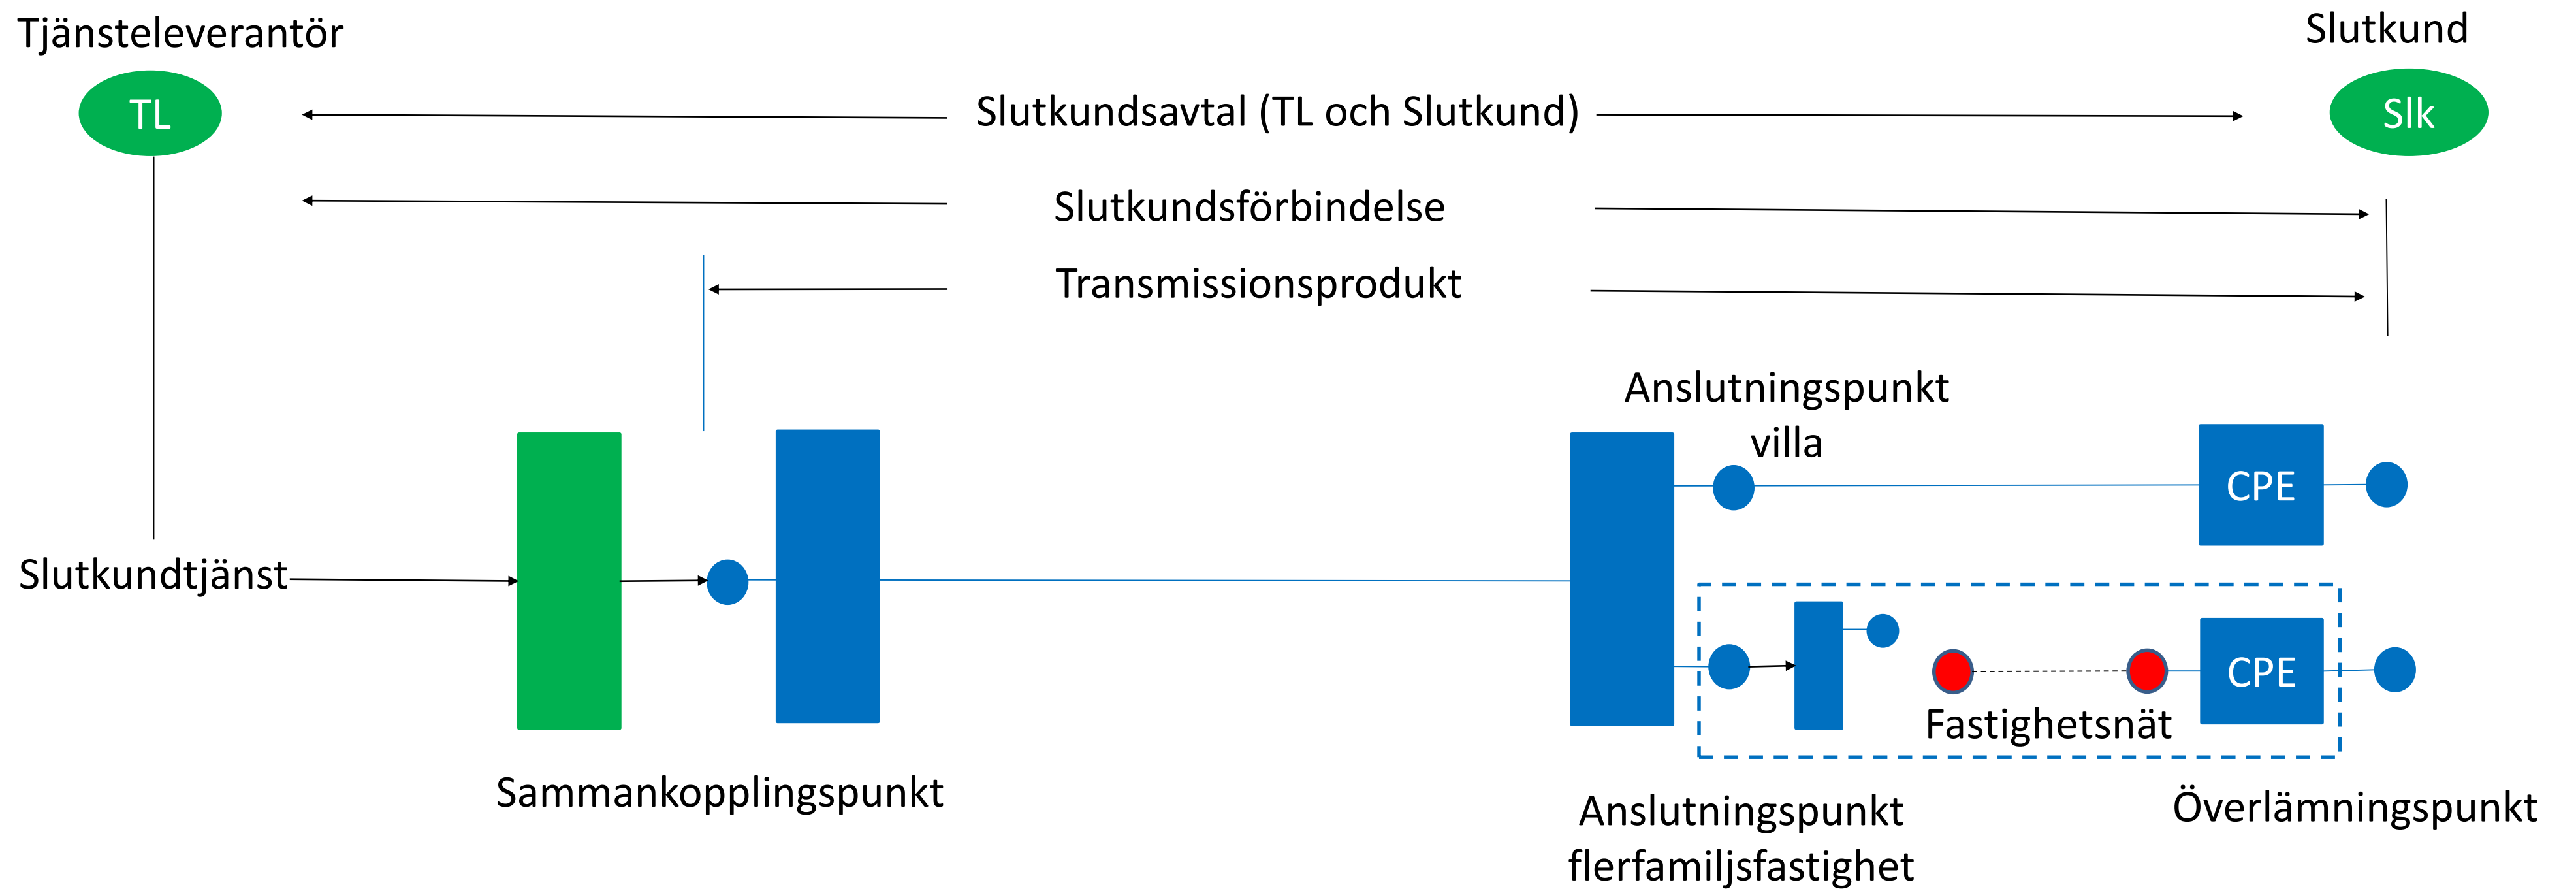 Tjänsteleverantör
Slutkund
TL
Slutkundsavtal (TL och Slutkund)
Slk
Slutkundsförbindelse
Transmissionsprodukt
Anslutningspunkt
villa
CPE
Slutkundtjänst
CPE
Fastighetsnät
Sammankopplingspunkt
Anslutningspunkt
flerfamiljsfastighet
Överlämningspunkt